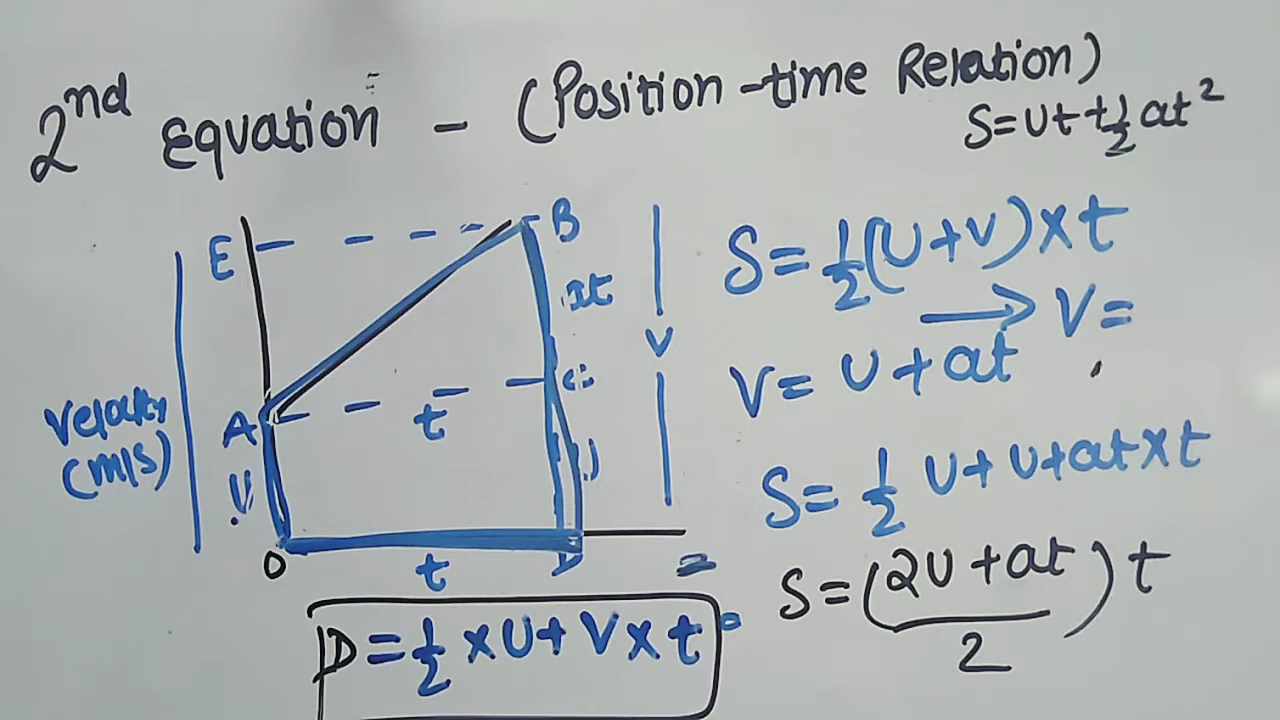 2nd Equation - (Position-time Relation)
S=ut+½at²
E
B
S=½(U+V)×t
→ V=
V
V=U+at
A
t
C
Velocity
(m/s)
U
S=½ U+U+at×t
O
t
D
=
S=(2U+at/2)t
D=½×U+V×t